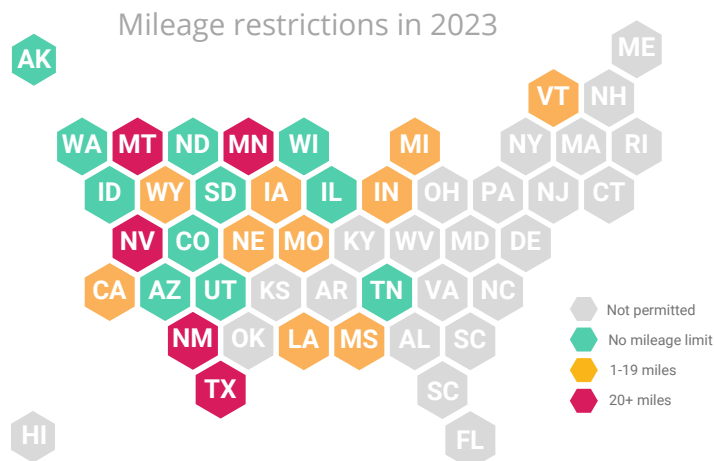 Mileage restrictions in 2023
ME
AK
VT NH
WA MT ND MN WI MI NY MA RI
ID WY SD IA IL IN OH PA NJ CT
NV CO NE MO KY WV MD DE
CA AZ UT KS AR TN VA NC
Not permitted
NM OK LA MS AL SC
No mileage limit
1-19 miles
TX SC
20+ miles
HI FL